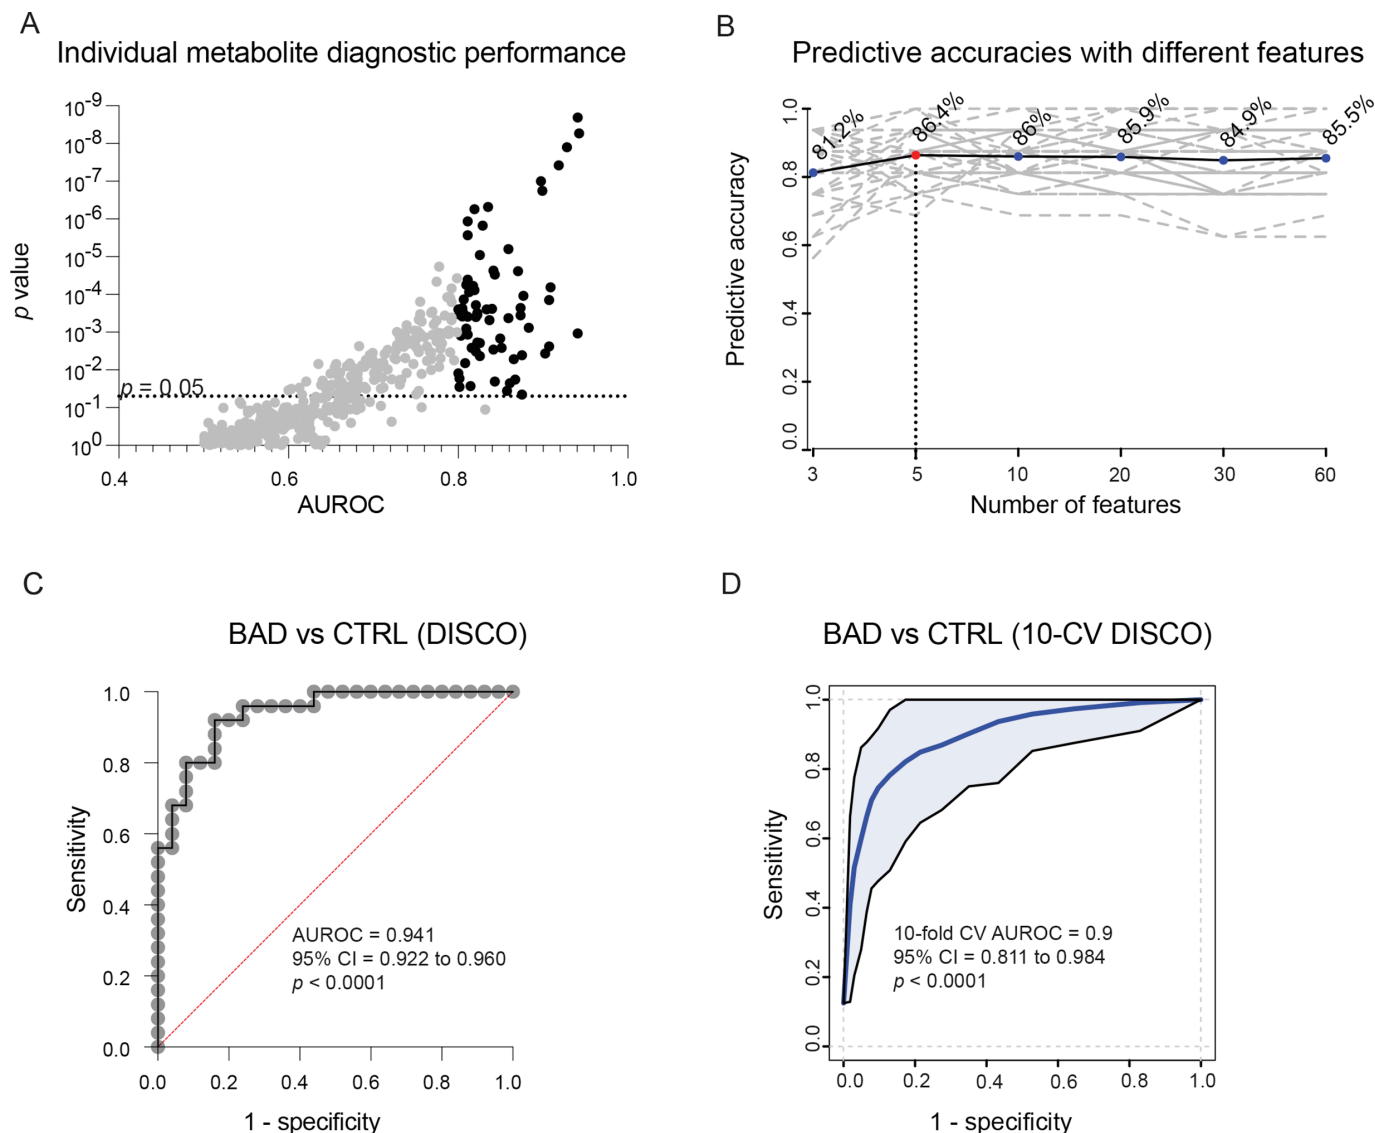 A
Individual metabolite diagnostic performance
10-9
10-8
10-7
10-6
10-5
10-4
10-3
10-2
10-1
100
p value
p = 0.05
0.4
0.6
0.8
1.0
AUROC
B
Predictive accuracies with different features
81.2%
86.4%
86%
85.9%
84.9%
85.5%
1.0
0.8
0.6
0.4
0.2
0.0
Predictive accuracy
3
5
10
20
30
60
Number of features
C
BAD vs CTRL (DISCO)
1.0
0.8
0.6
0.4
0.2
0.0
Sensitivity
AUROC = 0.941
95% CI = 0.922 to 0.960
p < 0.0001
0.0
0.2
0.4
0.6
0.8
1.0
1 - specificity
D
BAD vs CTRL (10-CV DISCO)
1.0
0.8
0.6
0.4
0.2
0.0
Sensitivity
10-fold CV AUROC = 0.9
95% CI = 0.811 to 0.984
p < 0.0001
0.0
0.2
0.4
0.6
0.8
1.0
1 - specificity